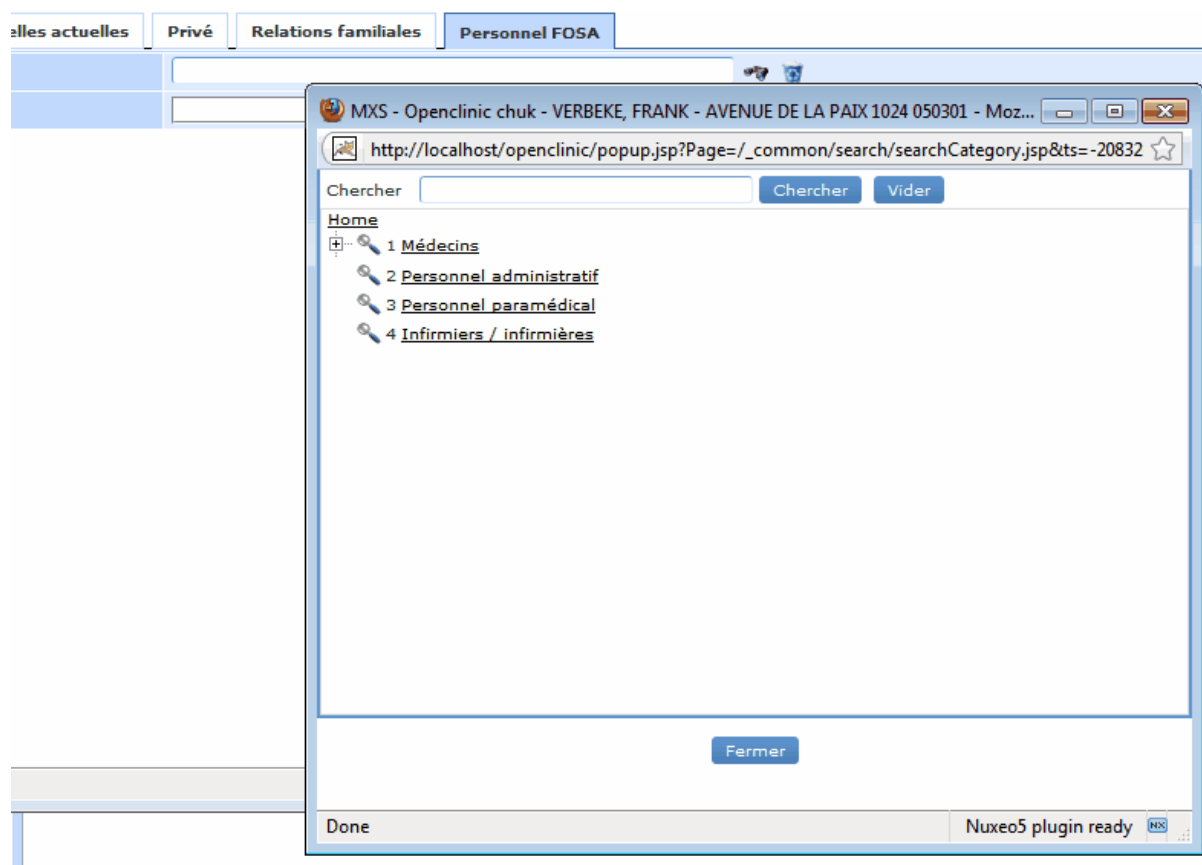 elles actuelles Privé Relations familiales Personnel FOSA
MXS - Openclinic chuk - VERBEKE, FRANK - AVENUE DE LA PAIX 1024 050301 - Moz...
http://localhost/openclinic/popup.jsp?Page=/_common/search/searchCategory.jsp&ts=-20832
Chercher Chercher Vider
Home
1 Médecins
2 Personnel administratif
3 Personnel paramédical
4 Infirmiers / infirmières
Fermer
Done Nuxeo5 plugin ready NX